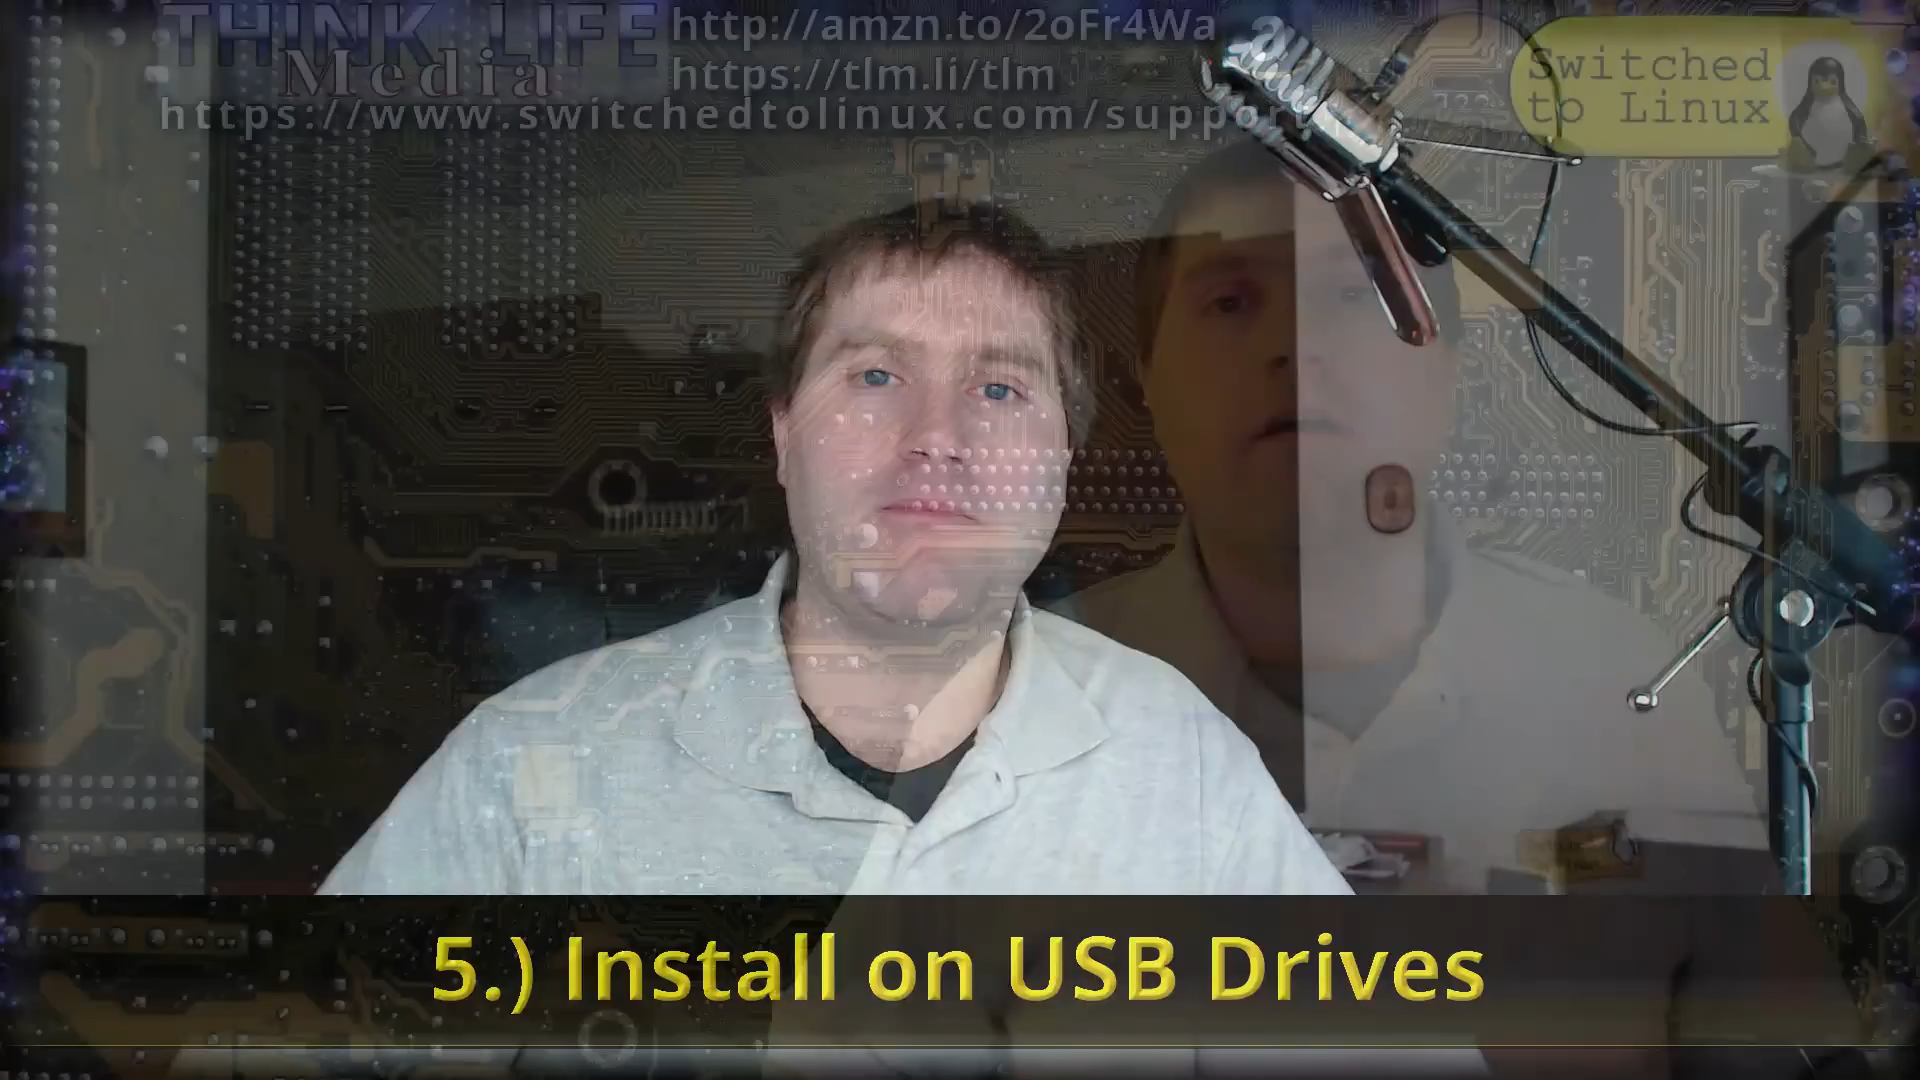 THINK LIFE
Media
http://amzn.to/2oFr4Wa
https://tlm.li/tlm
https://www.switchedtolinux.com/support
Switched
to Linux
5.) Install on USB Drives